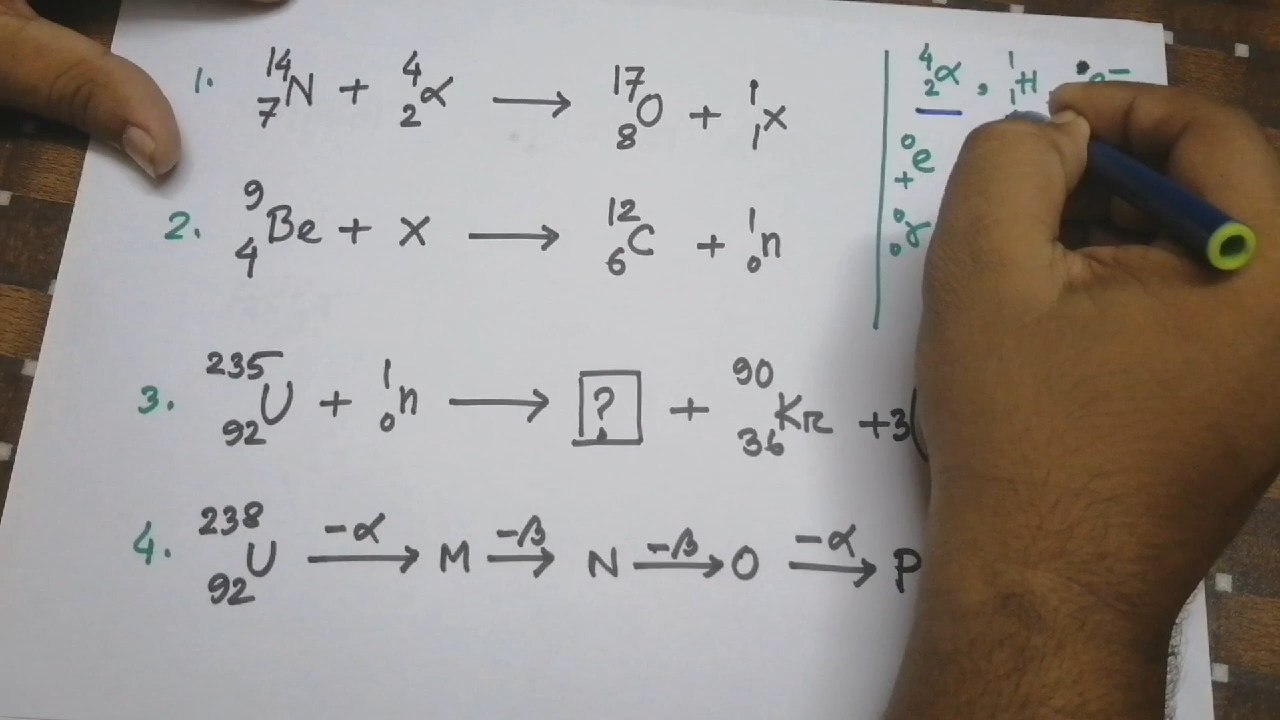 1. ¹⁴₇N + ⁴₂α ⟶ ¹⁷₈O + ¹₁x
2. ⁹₄Be + x ⟶ ¹²₆C + ¹₀n
3. ²³⁵₉₂U + ¹₀n ⟶ ? + ⁹⁰₃₆Kr + 3(
4. ²³⁸₉₂U —-α→ M —-β→ N —-β→ O —-α→ P
⁴₂α, ¹₁H
⁰₊e
⁰₀γ